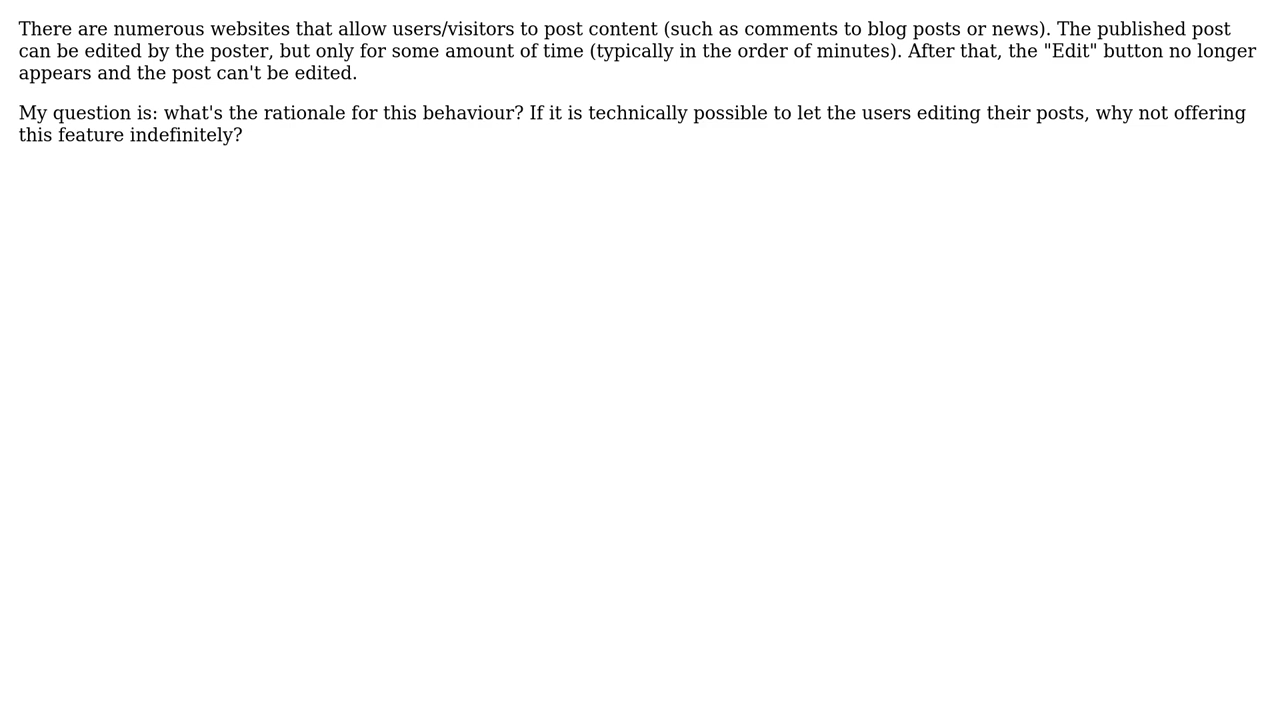 There are numerous websites that allow users/visitors to post content (such as comments to blog posts or news). The published post
can be edited by the poster, but only for some amount of time (typically in the order of minutes). After that, the "Edit" button no longer
appears and the post can't be edited.
My question is: what's the rationale for this behaviour? If it is technically possible to let the users editing their posts, why not offering
this feature indefinitely?